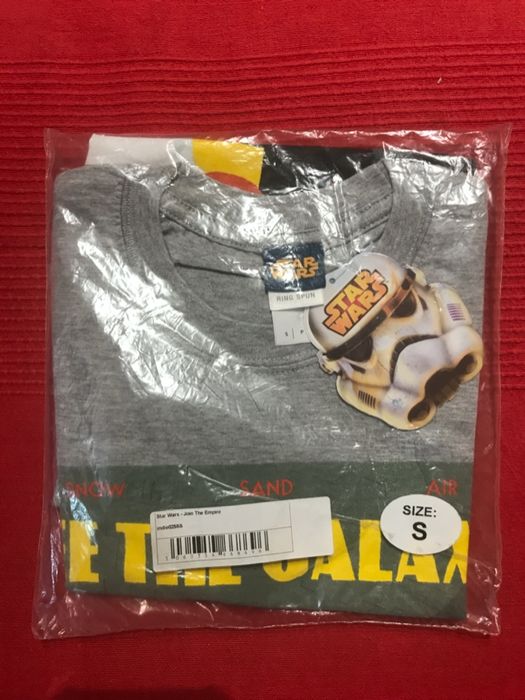 STAR
WARS
RING SPUN
S
STAR
WARS
SNOW SAND AIR
Star Wars - Join The Empire
SIZE:
S
E THE GALAX